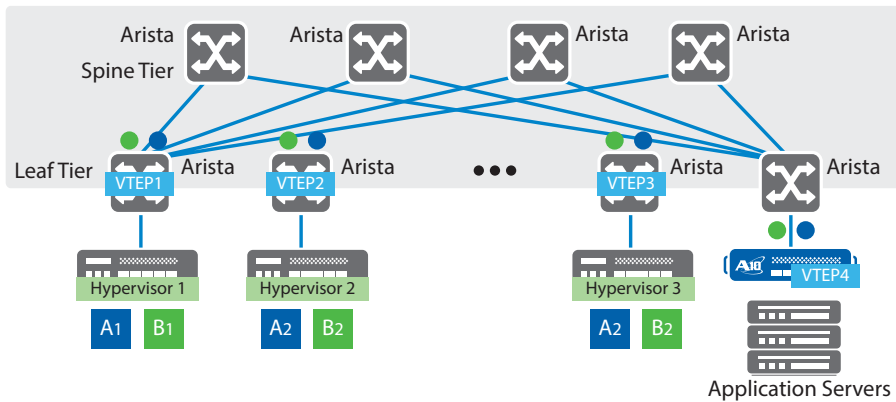 Arista
Arista
Arista
Arista
Spine Tier
Leaf Tier
Arista
Arista
Arista
Arista
VTEP1
VTEP2
VTEP3
A10
VTEP4
Hypervisor 1
Hypervisor 2
Hypervisor 3
A1
B1
A2
B2
A2
B2
Application Servers